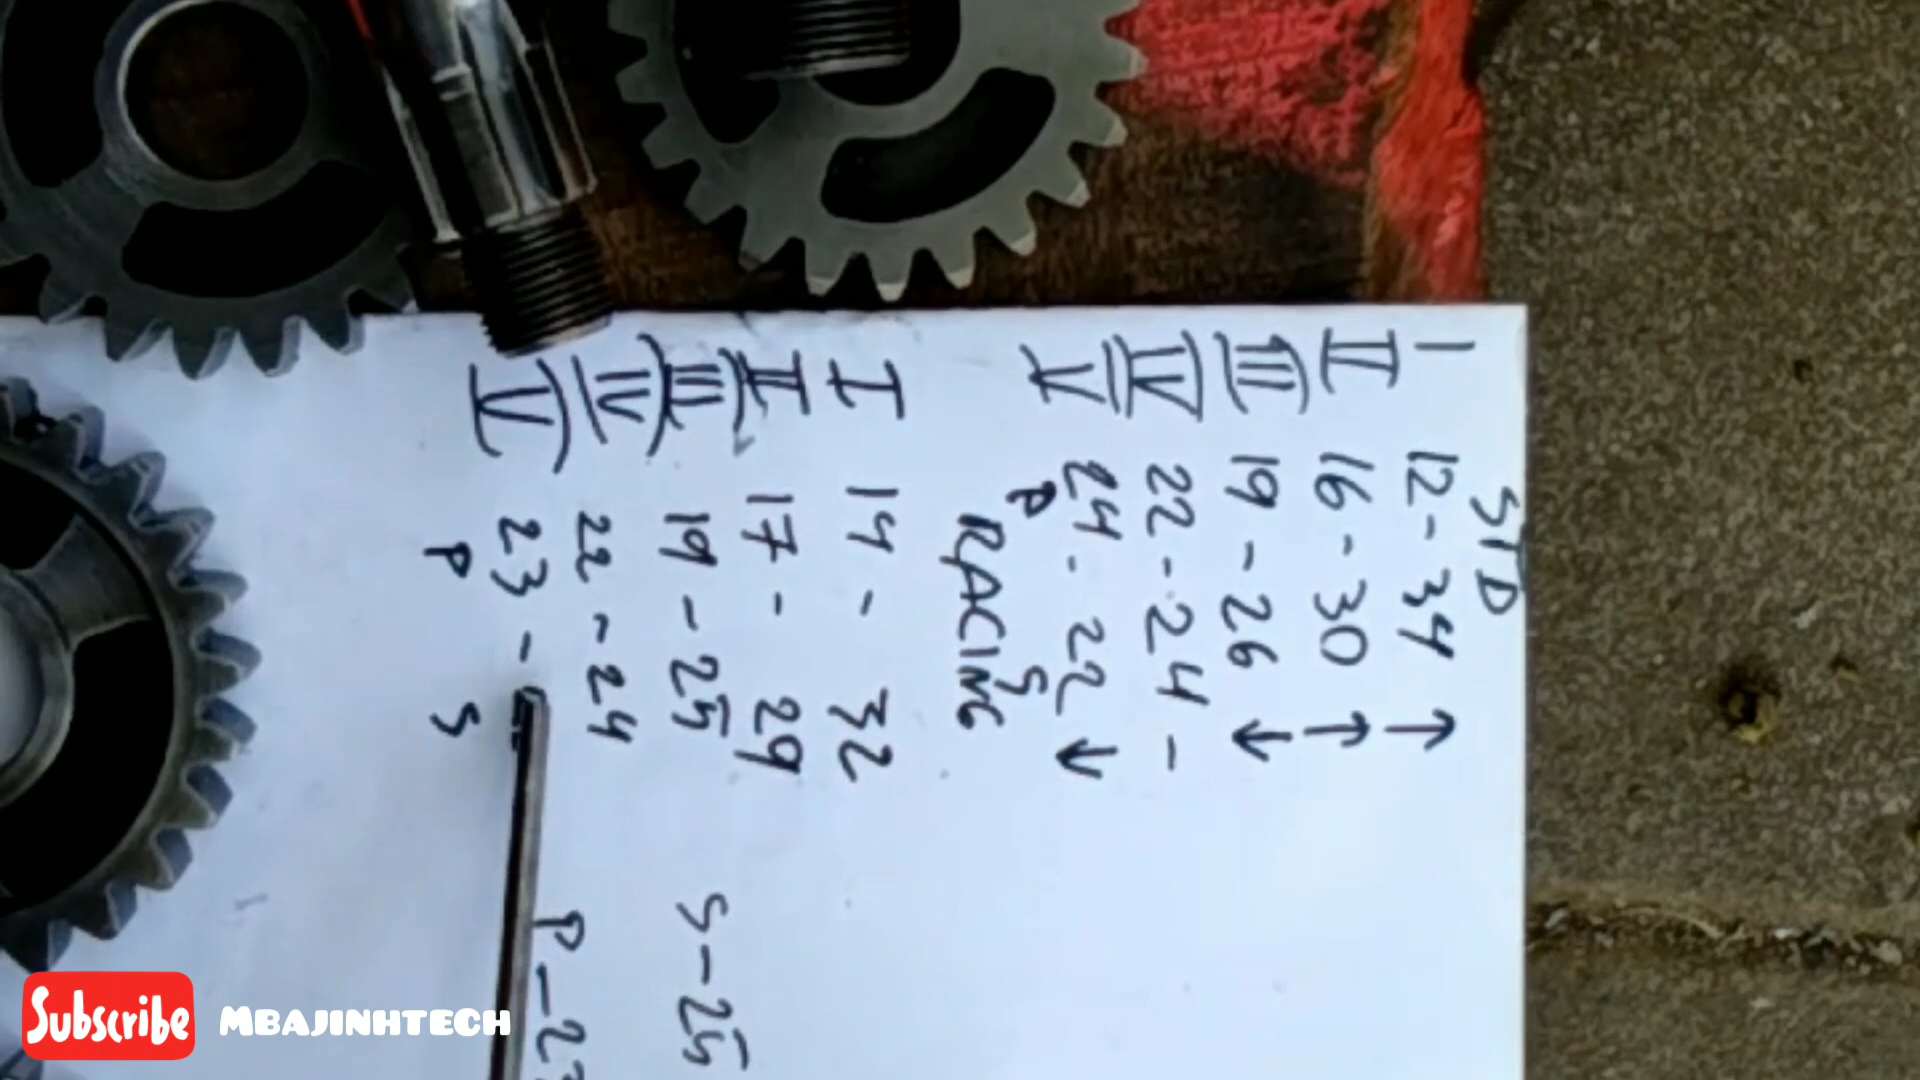 STD
I 12 - 34 ↑
II 16 - 30 ↑
III 19 - 26 ↓
IV 22 - 24 -
V 24 - 22 ↓
P S
RACING
I 14 - 32
II 17 - 29
III 19 - 25 S - 25
IV 22 - 24
V 23 -
P S
Subscribe MBAJINHTECH